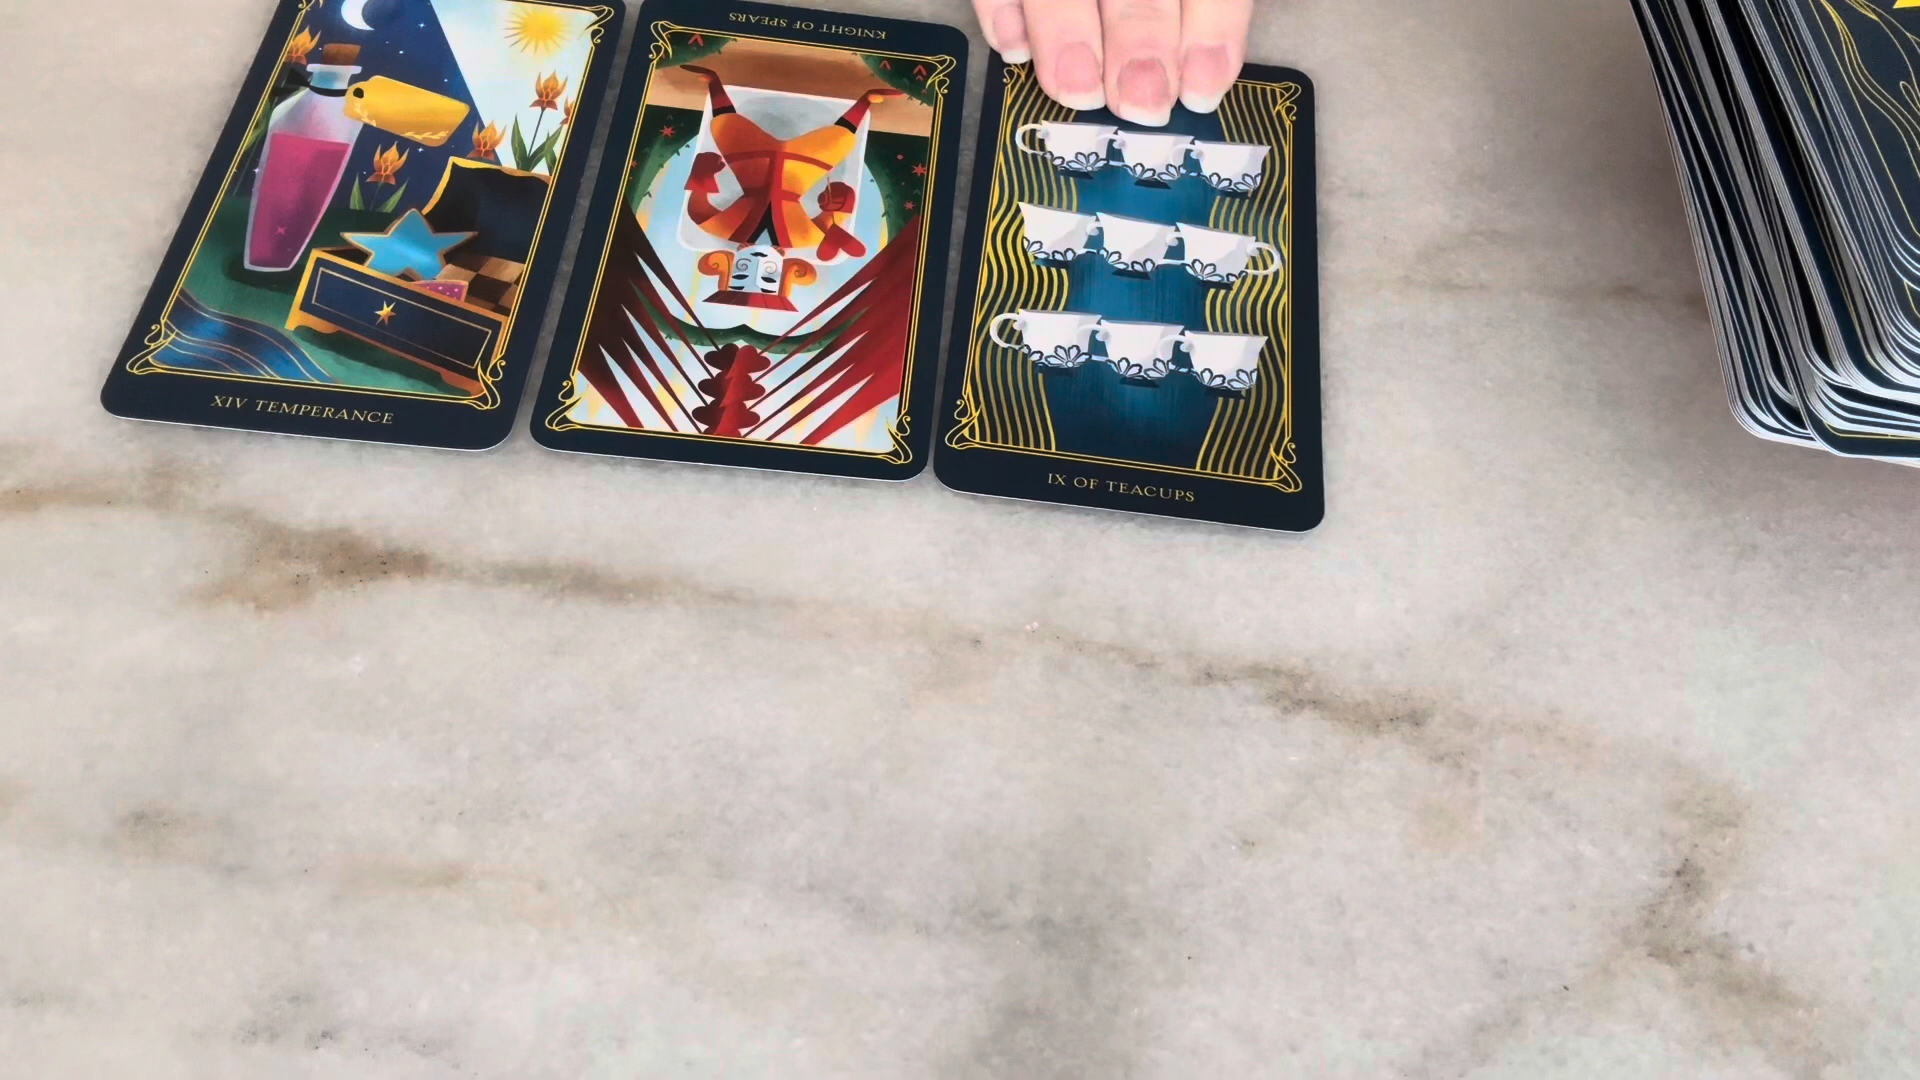 XIV TEMPERANCE
KNIGHT OF SPEARS
IX OF TEACUPS